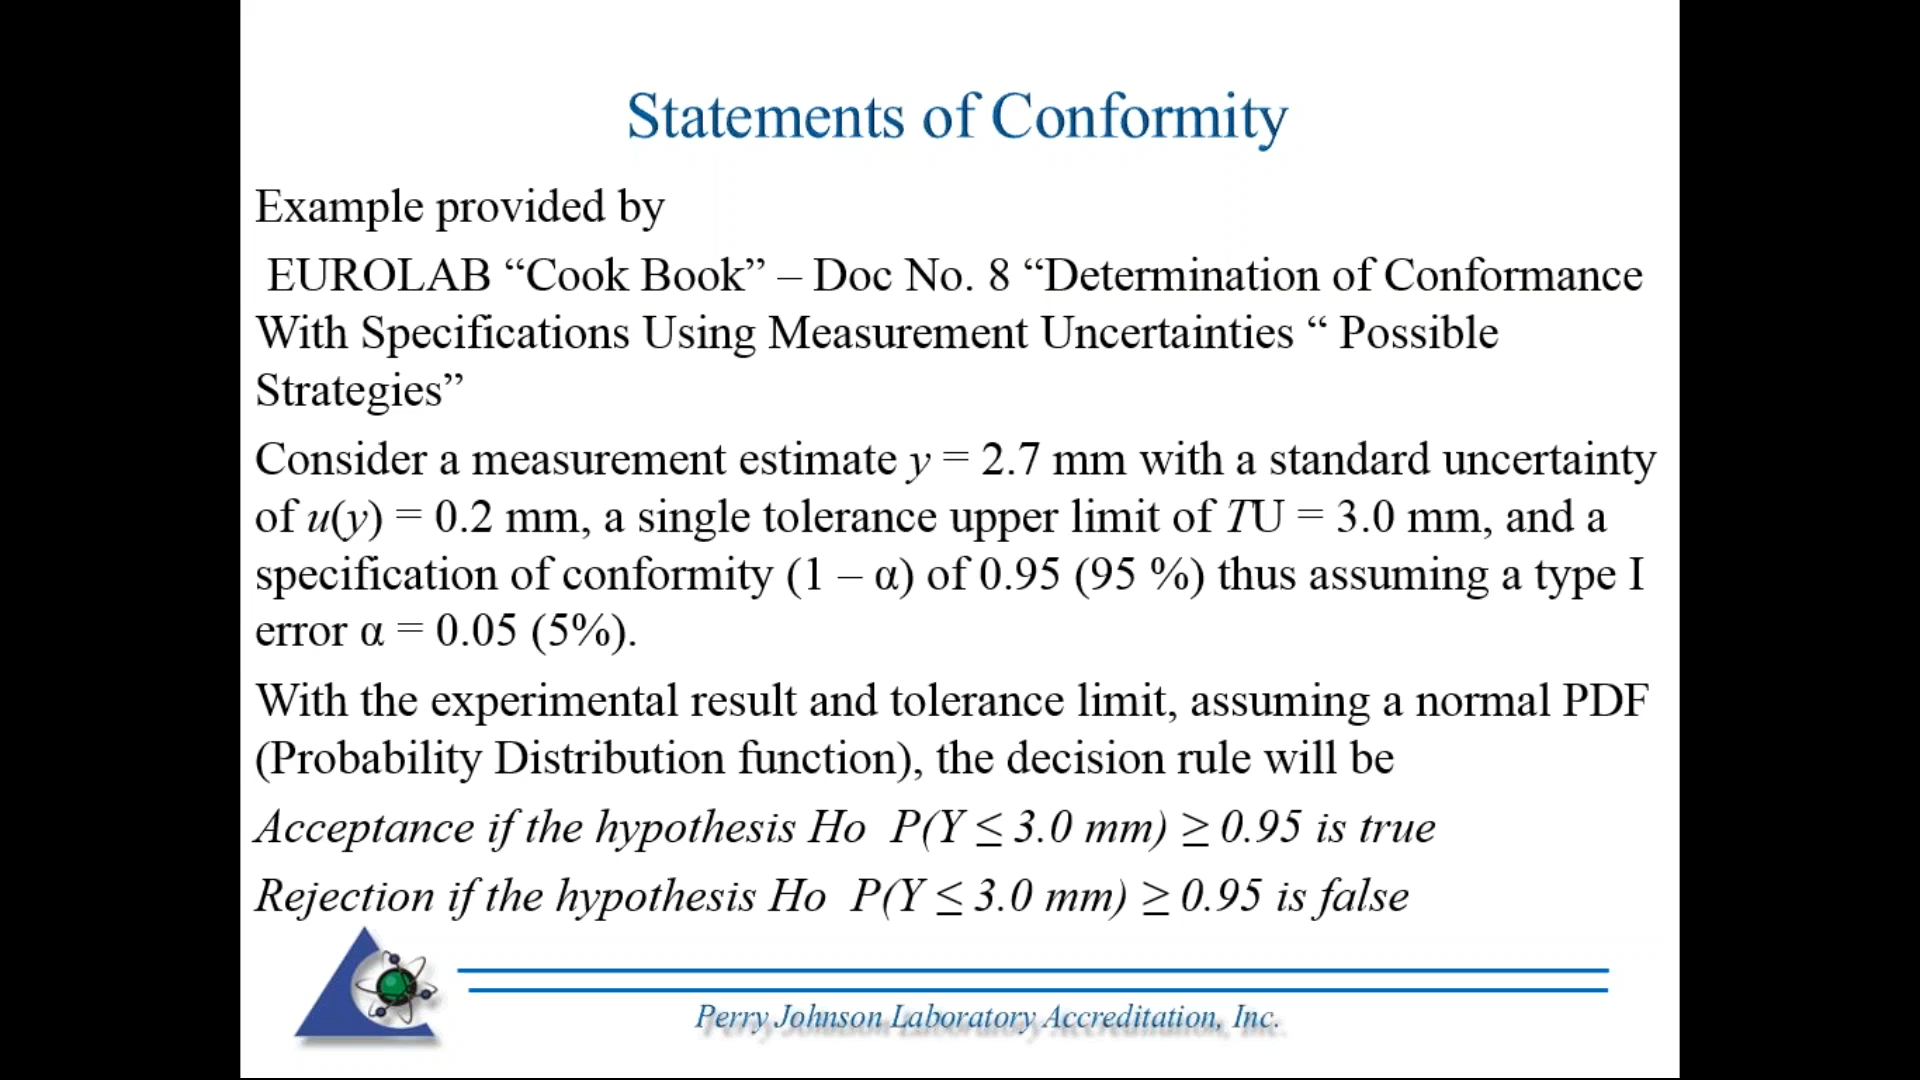 Statements of Conformity
Example provided by
EUROLAB “Cook Book” – Doc No. 8 “Determination of Conformance
With Specifications Using Measurement Uncertainties “ Possible
Strategies”
Consider a measurement estimate y = 2.7 mm with a standard uncertainty
of u(y) = 0.2 mm, a single tolerance upper limit of TU = 3.0 mm, and a
specification of conformity (1 – α) of 0.95 (95 %) thus assuming a type I
error α = 0.05 (5%).
With the experimental result and tolerance limit, assuming a normal PDF
(Probability Distribution function), the decision rule will be
Acceptance if the hypothesis Ho P(Y ≤ 3.0 mm) ≥ 0.95 is true
Rejection if the hypothesis Ho P(Y ≤ 3.0 mm) ≥ 0.95 is false
Perry Johnson Laboratory Accreditation, Inc.